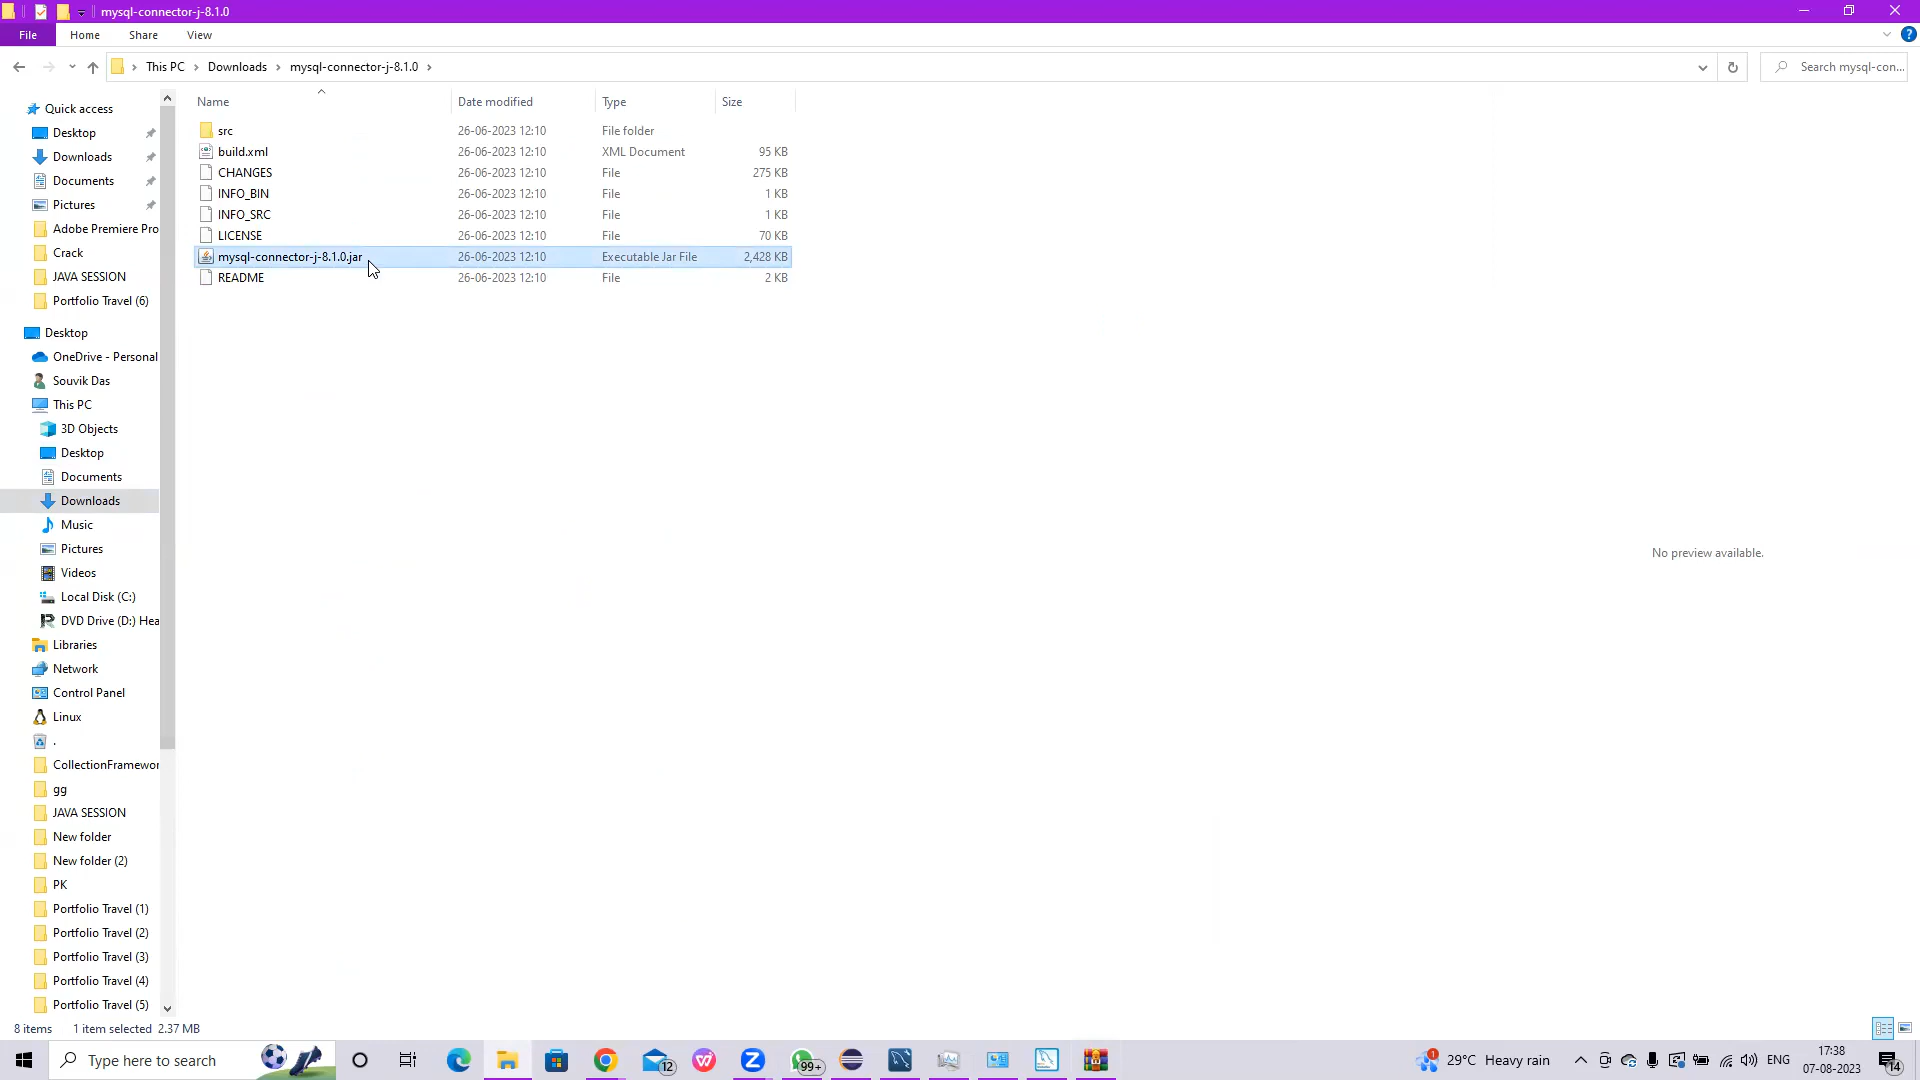 mysql-connector-j-8.1.0
File Home Share View
This PC Downloads mysql-connector-j-8.1.0 Search mysql-con...
Name Date modified Type Size
src 26-06-2023 12:10 File folder
build.xml 26-06-2023 12:10 XML Document 95 KB
CHANGES 26-06-2023 12:10 File 275 KB
INFO_BIN 26-06-2023 12:10 File 1 KB
INFO_SRC 26-06-2023 12:10 File 1 KB
LICENSE 26-06-2023 12:10 File 70 KB
mysql-connector-j-8.1.0.jar 26-06-2023 12:10 Executable Jar File 2,428 KB
README 26-06-2023 12:10 File 2 KB
Quick access
Desktop
Downloads
Documents
Pictures
Adobe Premiere Pro
Crack
JAVA SESSION
Portfolio Travel (6)
Desktop
OneDrive - Personal
Souvik Das
This PC
3D Objects
Desktop
Documents
Downloads
Music
Pictures
Videos
Local Disk (C:)
DVD Drive (D:) Hea
Libraries
Network
Control Panel
Linux
.
CollectionFramewor
gg
JAVA SESSION
New folder
New folder (2)
PK
Portfolio Travel (1)
Portfolio Travel (2)
Portfolio Travel (3)
Portfolio Travel (4)
Portfolio Travel (5)
No preview available.
8 items 1 item selected 2.37 MB
Type here to search 12 99+ 1 29°C Heavy rain ENG 17:38 14
07-08-2023